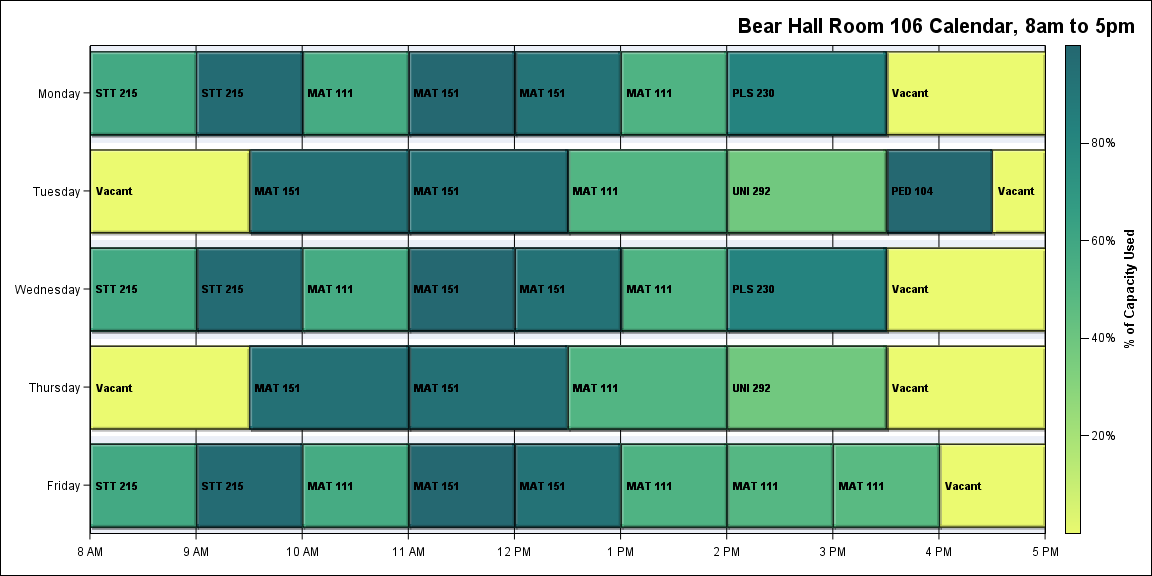 Bear Hall Room 106 Calendar, 8am to 5pm
Monday STT 215 STT 215 MAT 111 MAT 151 MAT 151 MAT 111 PLS 230 Vacant
80%
Tuesday Vacant MAT 151 MAT 151 MAT 111 UNI 292 PED 104 Vacant
60%
% of Capacity Used
Wednesday STT 215 STT 215 MAT 111 MAT 151 MAT 151 MAT 111 PLS 230 Vacant
40%
Thursday Vacant MAT 151 MAT 151 MAT 111 UNI 292 Vacant
20%
Friday STT 215 STT 215 MAT 111 MAT 151 MAT 151 MAT 111 MAT 111 MAT 111 Vacant
8 AM 9 AM 10 AM 11 AM 12 PM 1 PM 2 PM 3 PM 4 PM 5 PM